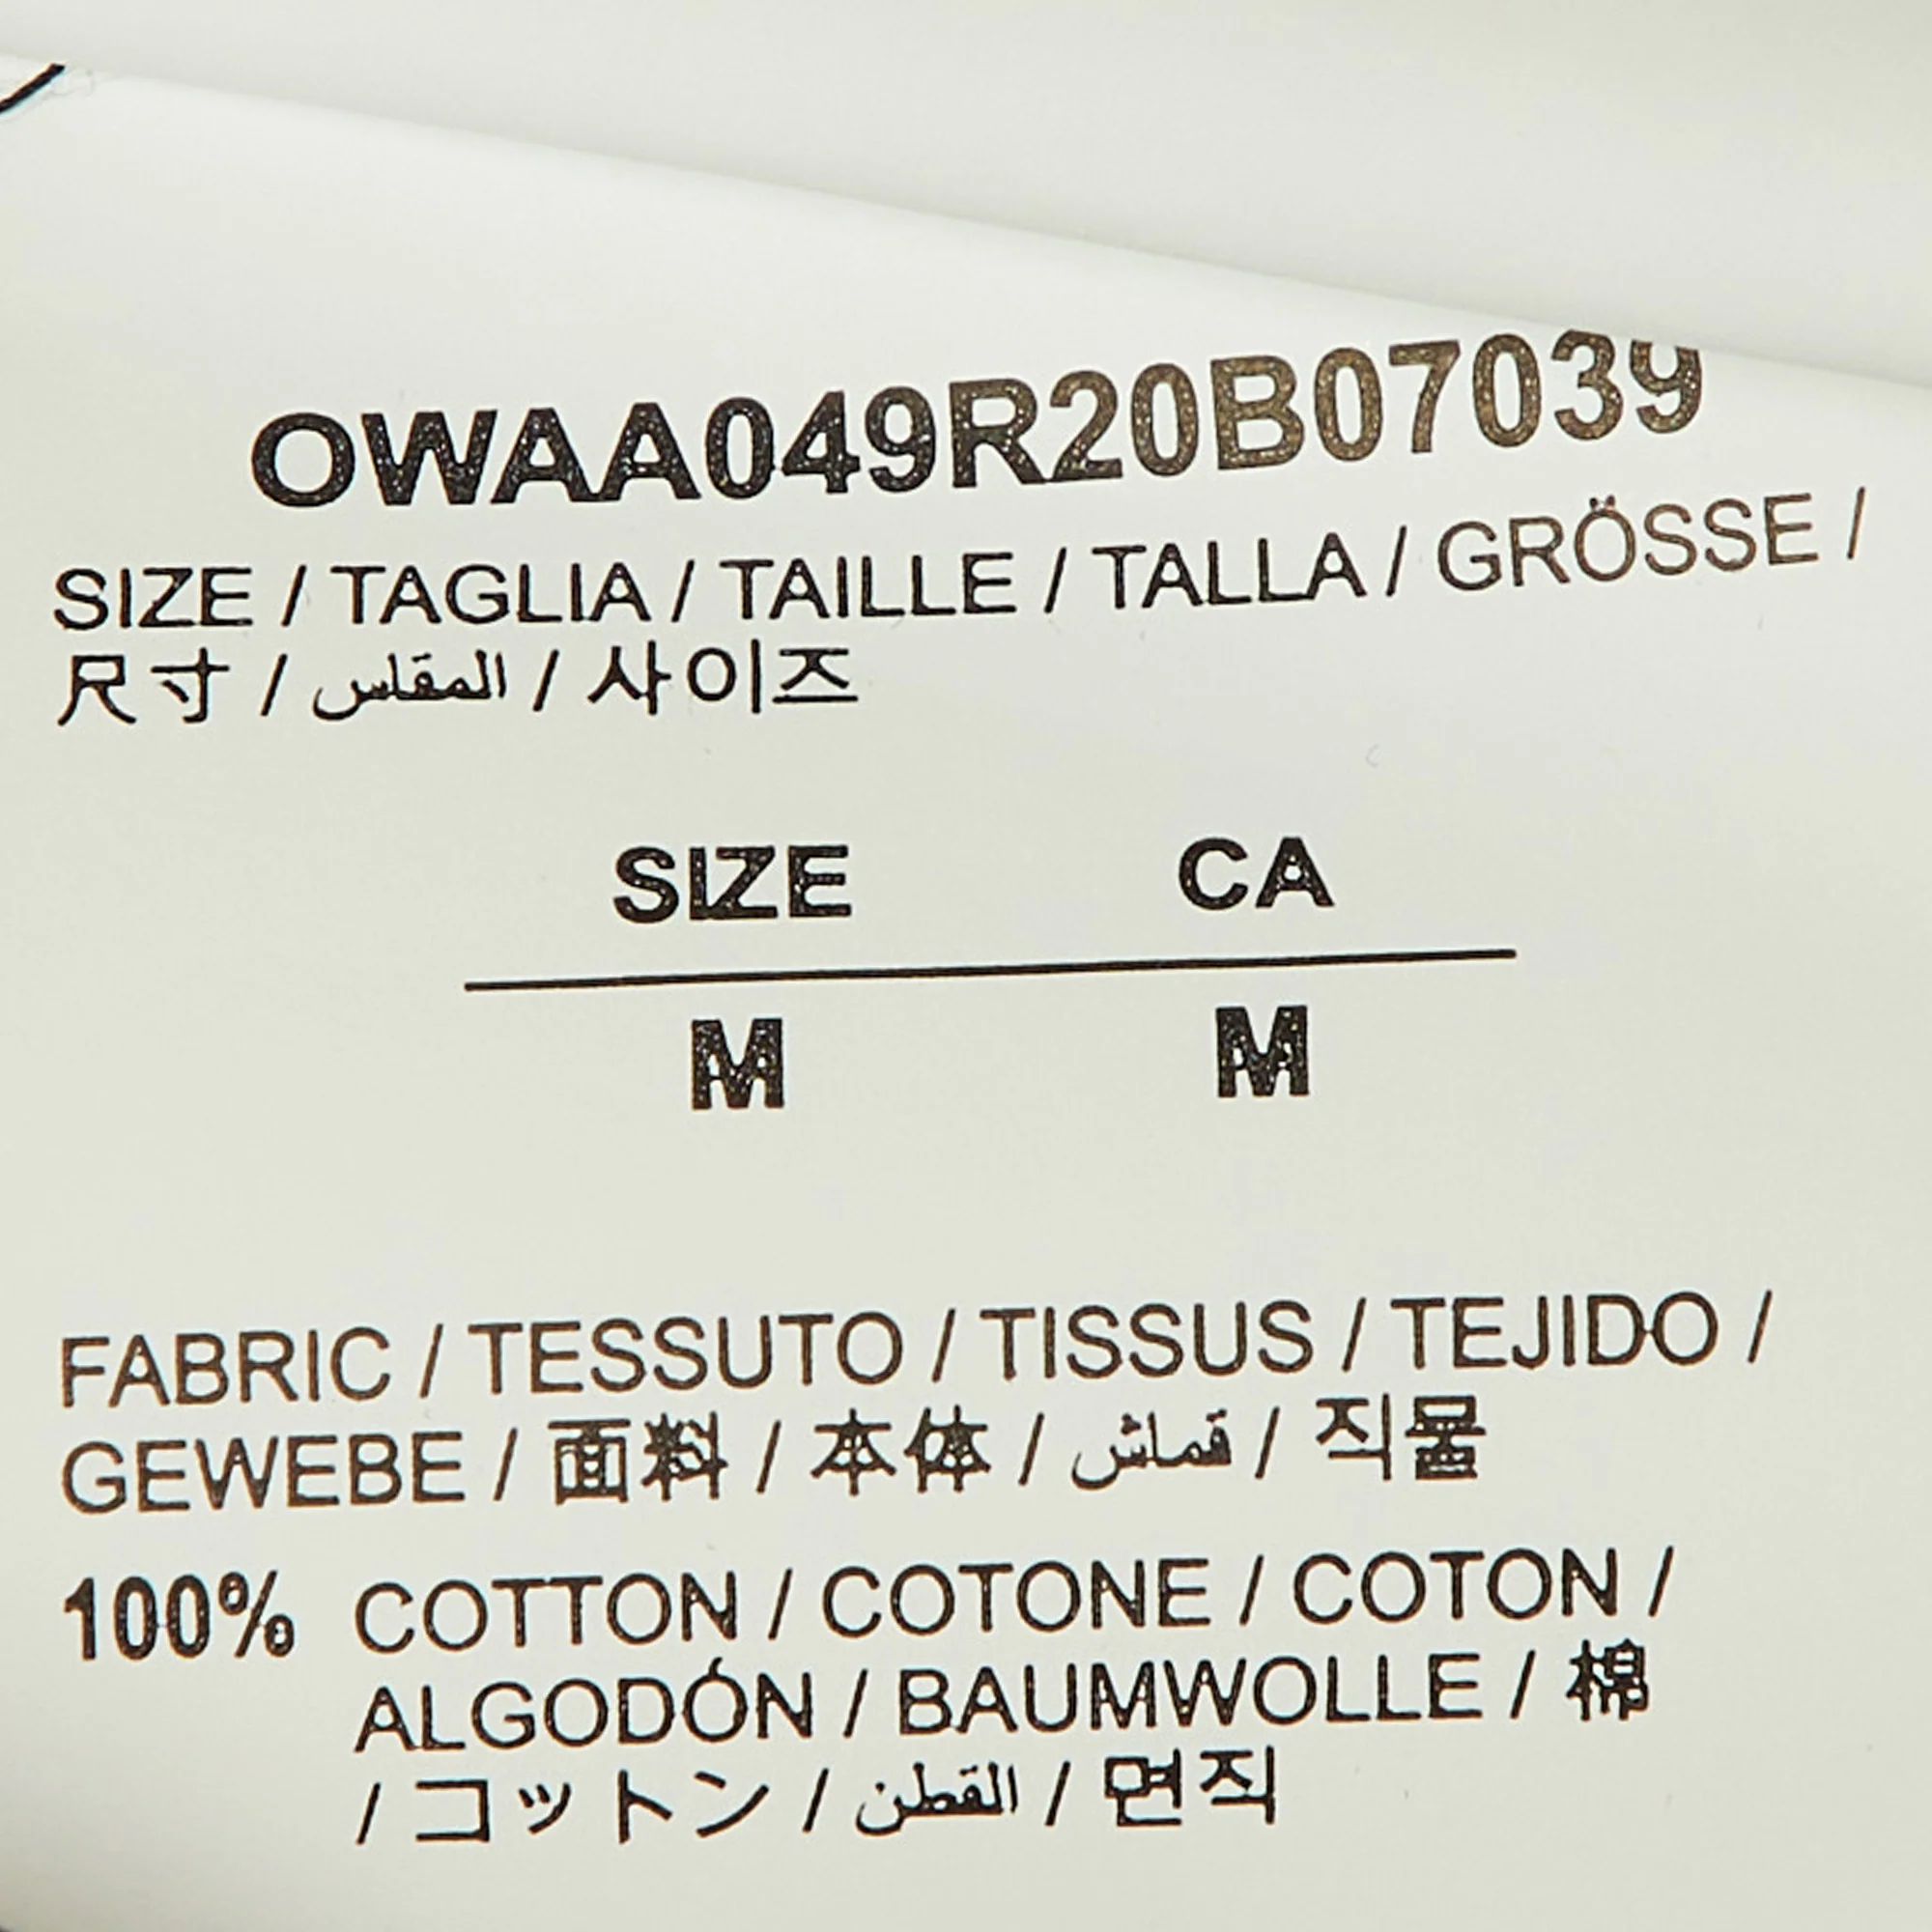 OWAA049R20B07039
SIZE / TAGLIA / TAILLE / TALLA / GRÖSSE /
尺寸 / المقاس / 사이즈
SIZE CA
M M
FABRIC / TESSUTO / TISSUS / TEJIDO /
GEWEBE / 面料 / 本体 / قماش / 직물
100% COTTON / COTONE / COTON /
ALGODÓN / BAUMWOLLE / 棉
/ コットン / القطن / 면직